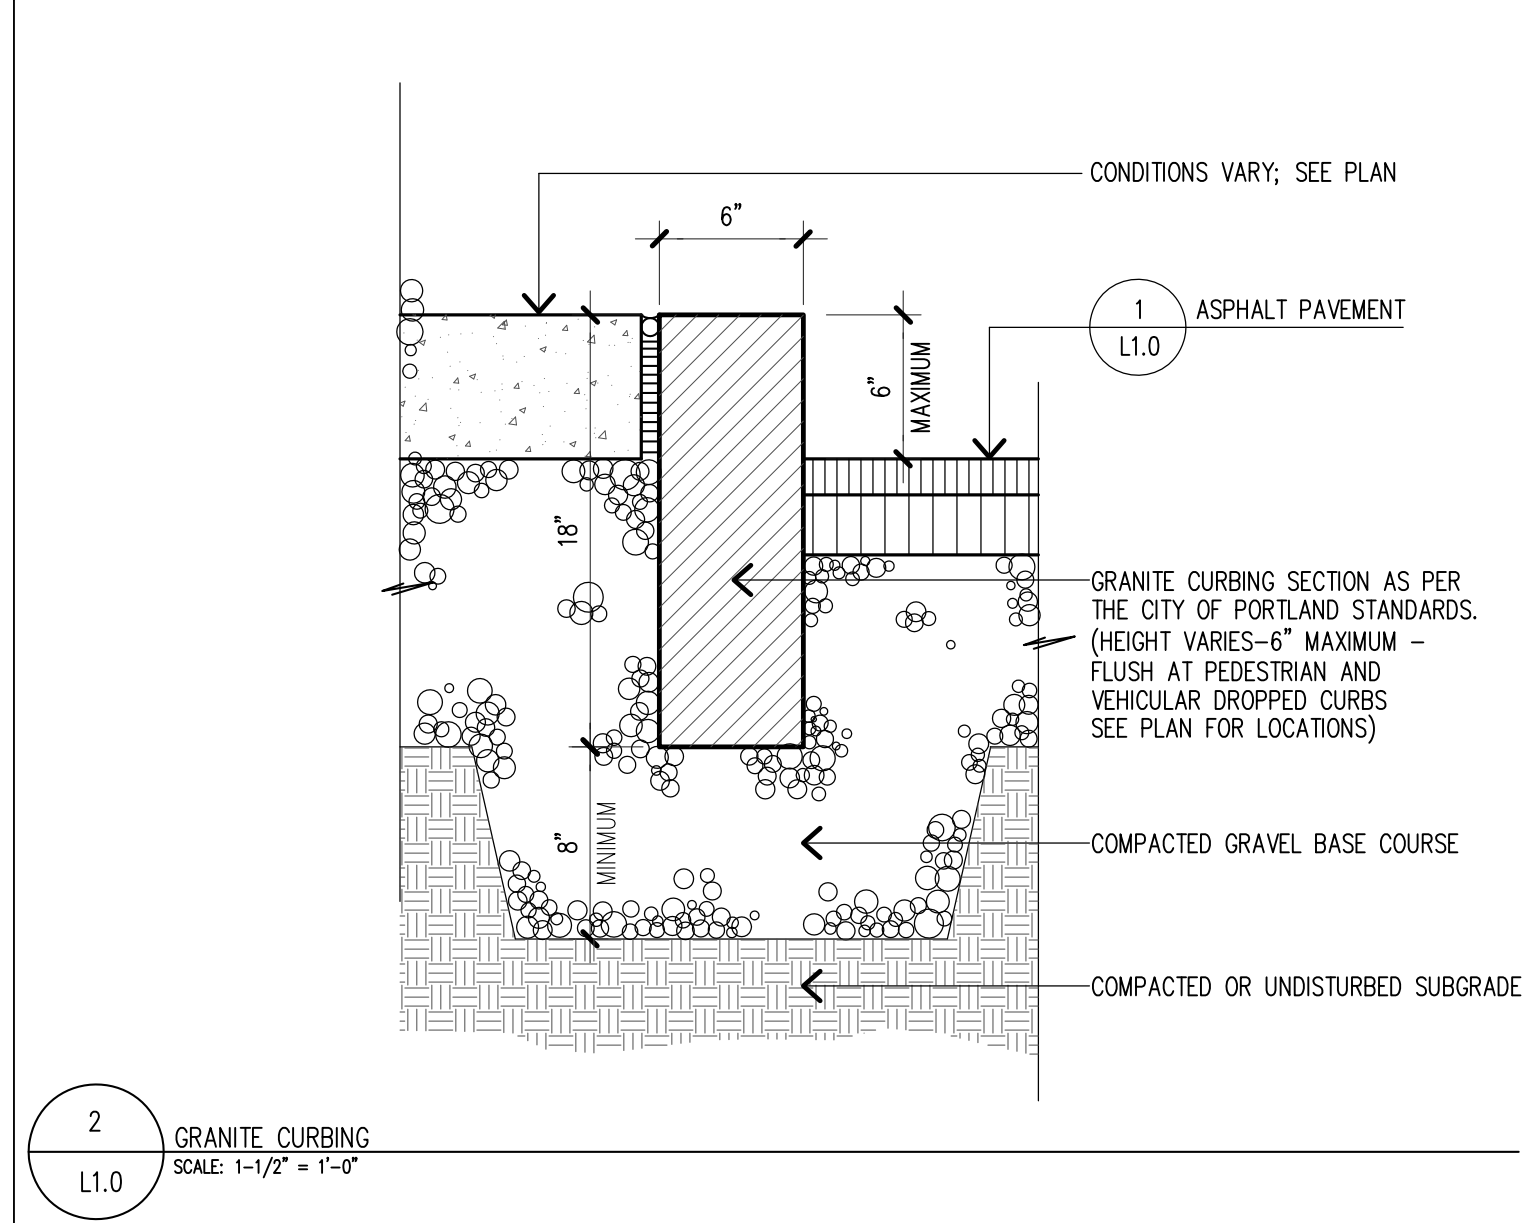 CONDITIONS VARY; SEE PLAN
6"
1
L1.0
ASPHALT PAVEMENT
6"
MAXIMUM
18"
GRANITE CURBING SECTION AS PER
THE CITY OF PORTLAND STANDARDS.
(HEIGHT VARIES-6" MAXIMUM -
FLUSH AT PEDESTRIAN AND
VEHICULAR DROPPED CURBS
SEE PLAN FOR LOCATIONS)
8"
MINIMUM
COMPACTED GRAVEL BASE COURSE
COMPACTED OR UNDISTURBED SUBGRADE
2
L1.0
GRANITE CURBING
SCALE: 1-1/2" = 1'-0"